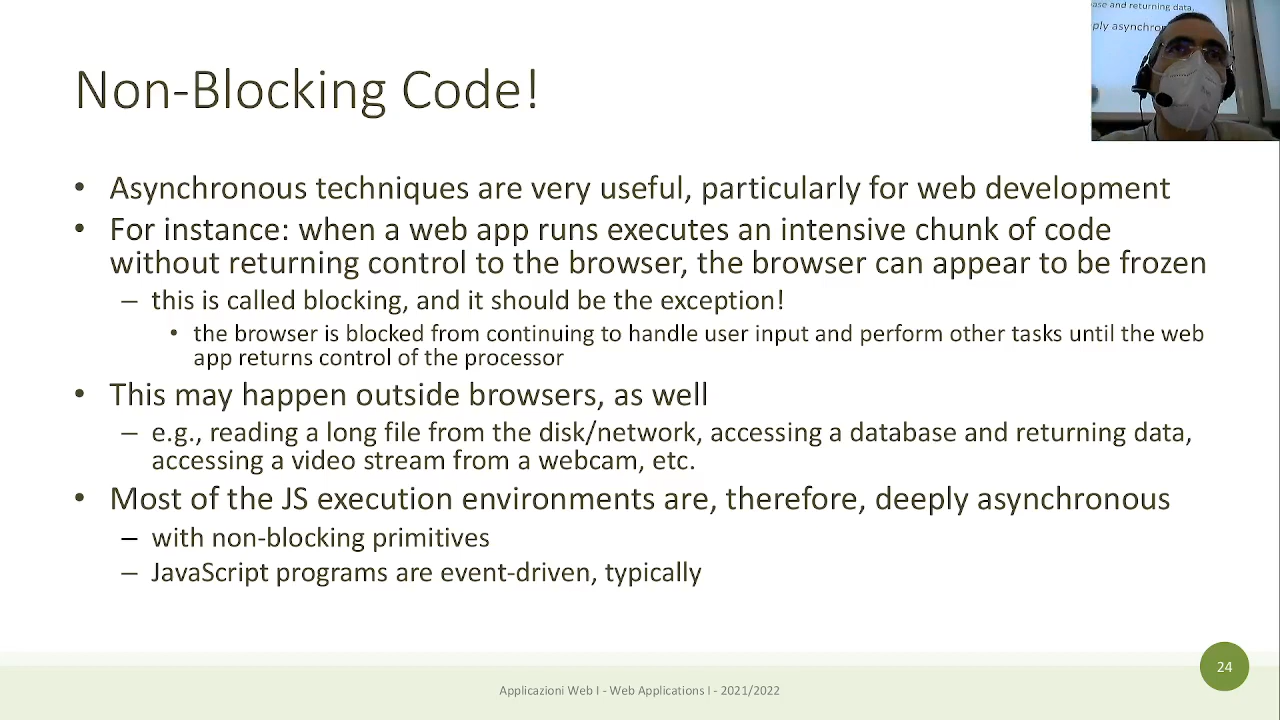 ase and returning data,
ply asynchro
Non-Blocking Code!
• Asynchronous techniques are very useful, particularly for web development
• For instance: when a web app runs executes an intensive chunk of code
without returning control to the browser, the browser can appear to be frozen
– this is called blocking, and it should be the exception!
• the browser is blocked from continuing to handle user input and perform other tasks until the web
app returns control of the processor
• This may happen outside browsers, as well
– e.g., reading a long file from the disk/network, accessing a database and returning data,
accessing a video stream from a webcam, etc.
• Most of the JS execution environments are, therefore, deeply asynchronous
– with non-blocking primitives
– JavaScript programs are event-driven, typically
24
Applicazioni Web I - Web Applications I - 2021/2022